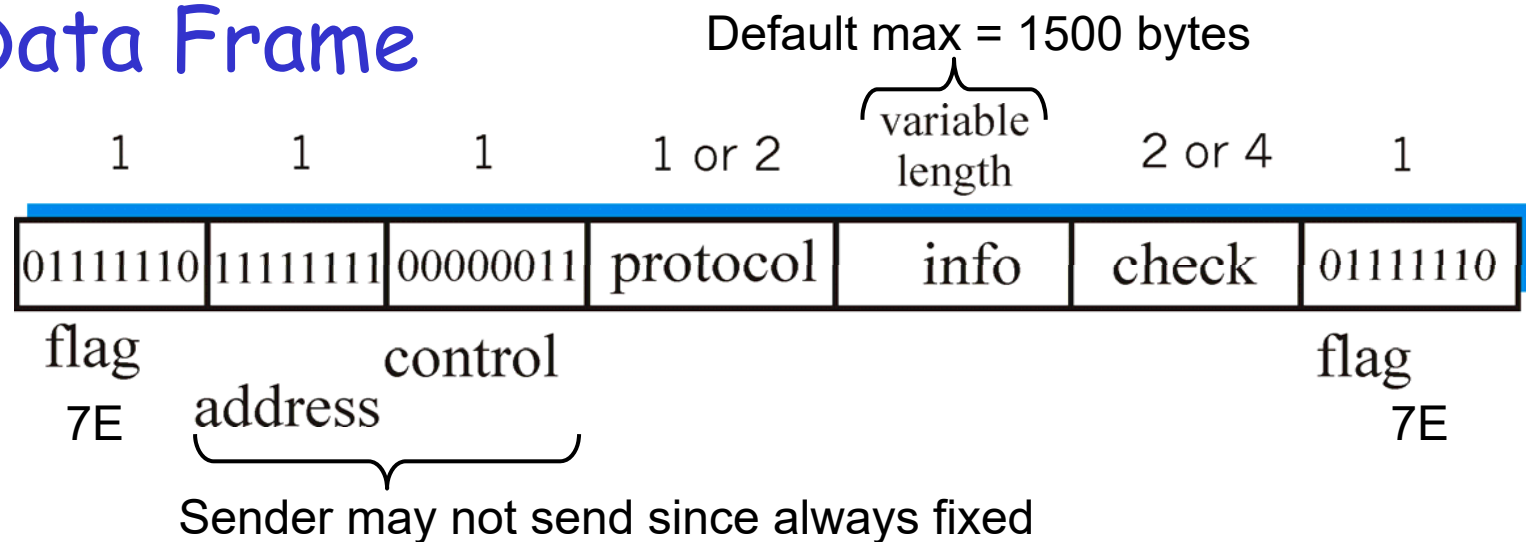 Data Frame
Default max = 1500 bytes
variable
length
1 1 1 1 or 2 2 or 4 1
01111110 11111111 00000011 protocol info check 01111110
flag control flag
address
7E 7E
Sender may not send since always fixed